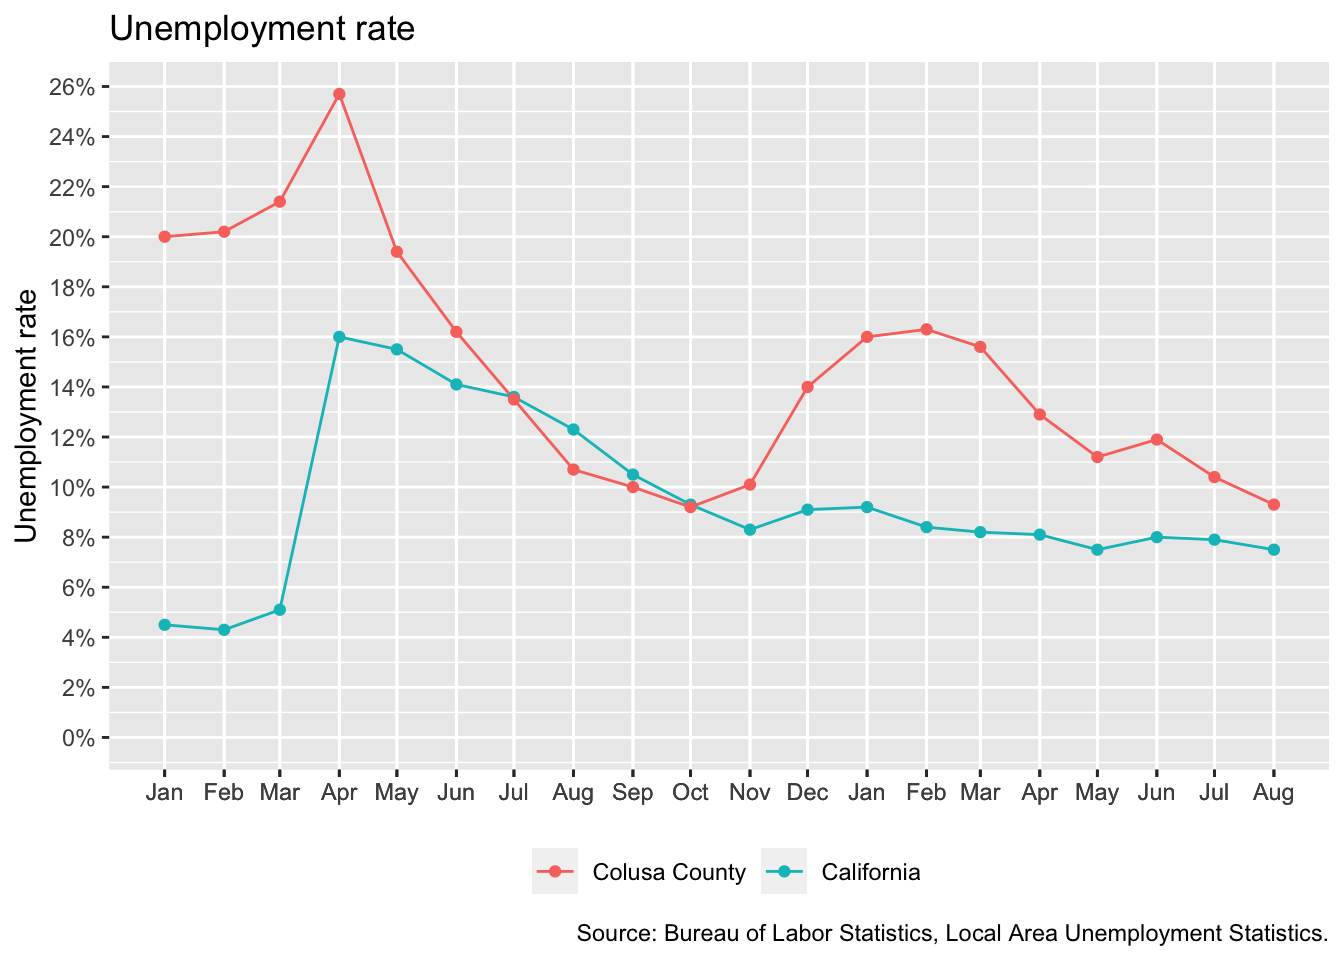 Unemployment rate
Unemployment rate
26%
24%
22%
20%
18%
16%
14%
12%
10%
8%
6%
4%
2%
0%
Jan Feb Mar Apr May Jun Jul Aug Sep Oct Nov Dec Jan Feb Mar Apr May Jun Jul Aug
Colusa County California
Source: Bureau of Labor Statistics, Local Area Unemployment Statistics.